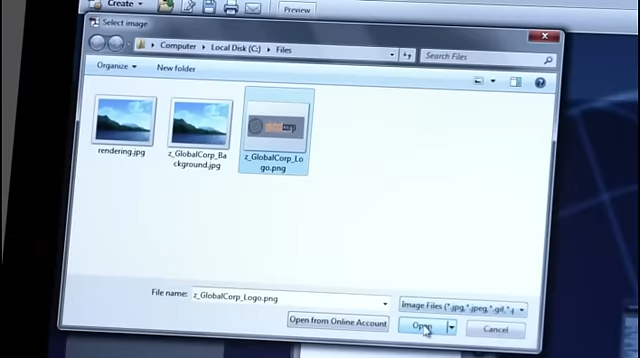 Create
Preview
Select image
Computer
Local Disk (C:)
Files
Search Files
Organize
New folder
rendering.jpg
z_GlobalCorp_Ba
ckground.jpg
globalcorp
z_GlobalCorp_Lo
go.png
File name:
z_GlobalCorp_Logo.png
Image Files (*.jpg,*.jpeg,*.gif,*.
Open from Online Account
Open
Cancel